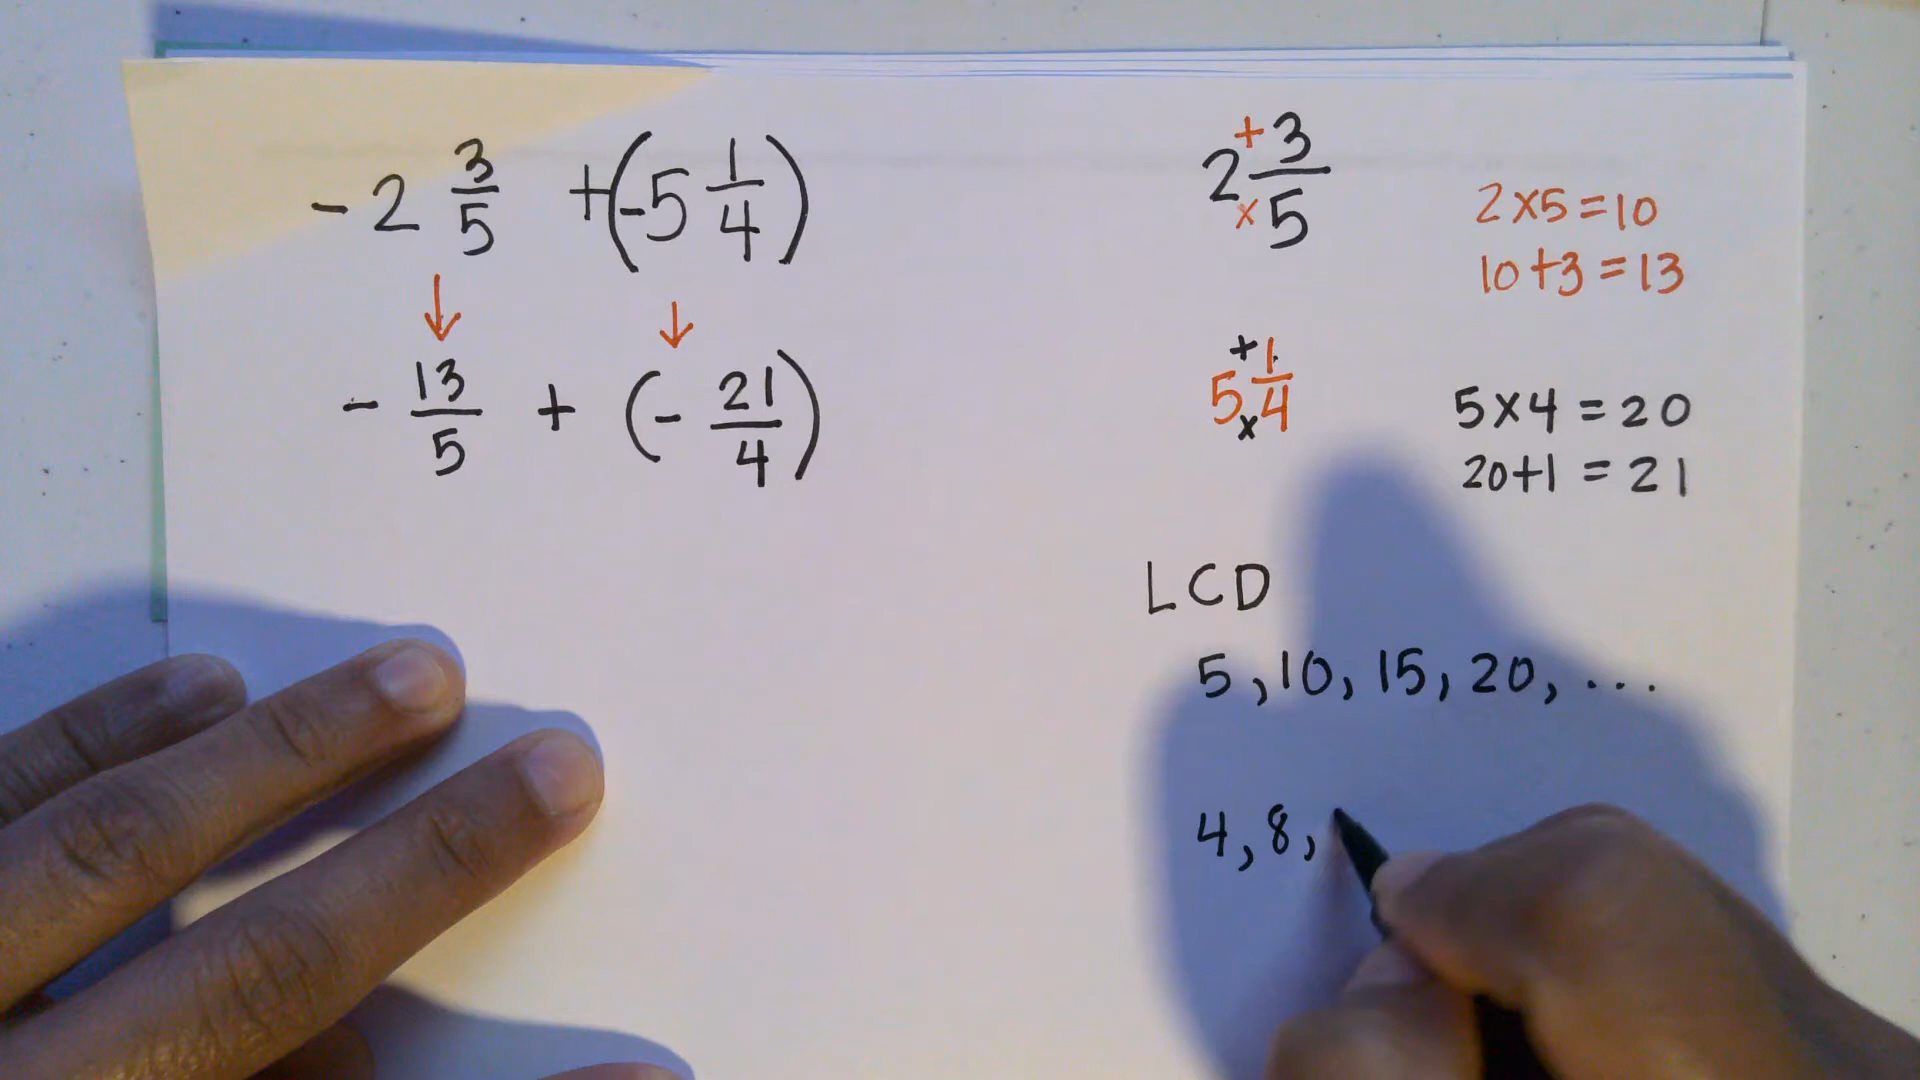 -2 3/5 + (-5 1/4)
↓ ↓
- 13/5 + (- 21/4)
2 + 3 x 5
2x5=10
10+3=13
5 + 1 x 4
5x4=20
20+1=21
LCD
5, 10, 15, 20, ...
4, 8,